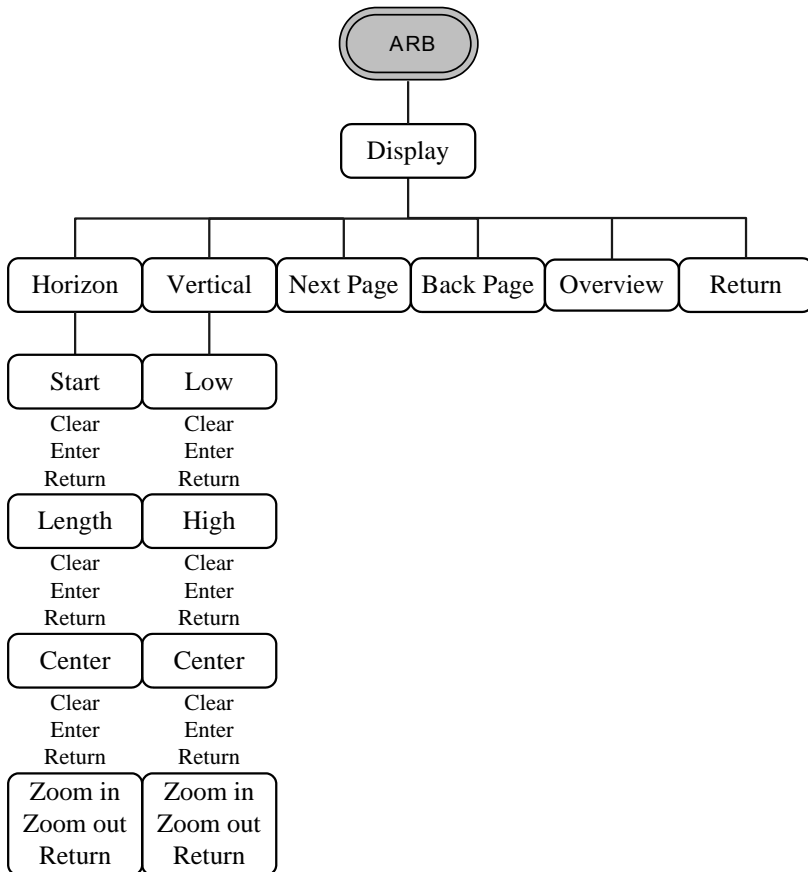 ARB
Display
Horizon
Vertical
Next Page
Back Page
Overview
Return
Start
Clear
Enter
Return
Length
Clear
Enter
Return
Center
Clear
Enter
Return
Zoom in
Zoom out
Return
Low
Clear
Enter
Return
High
Clear
Enter
Return
Center
Clear
Enter
Return
Zoom in
Zoom out
Return